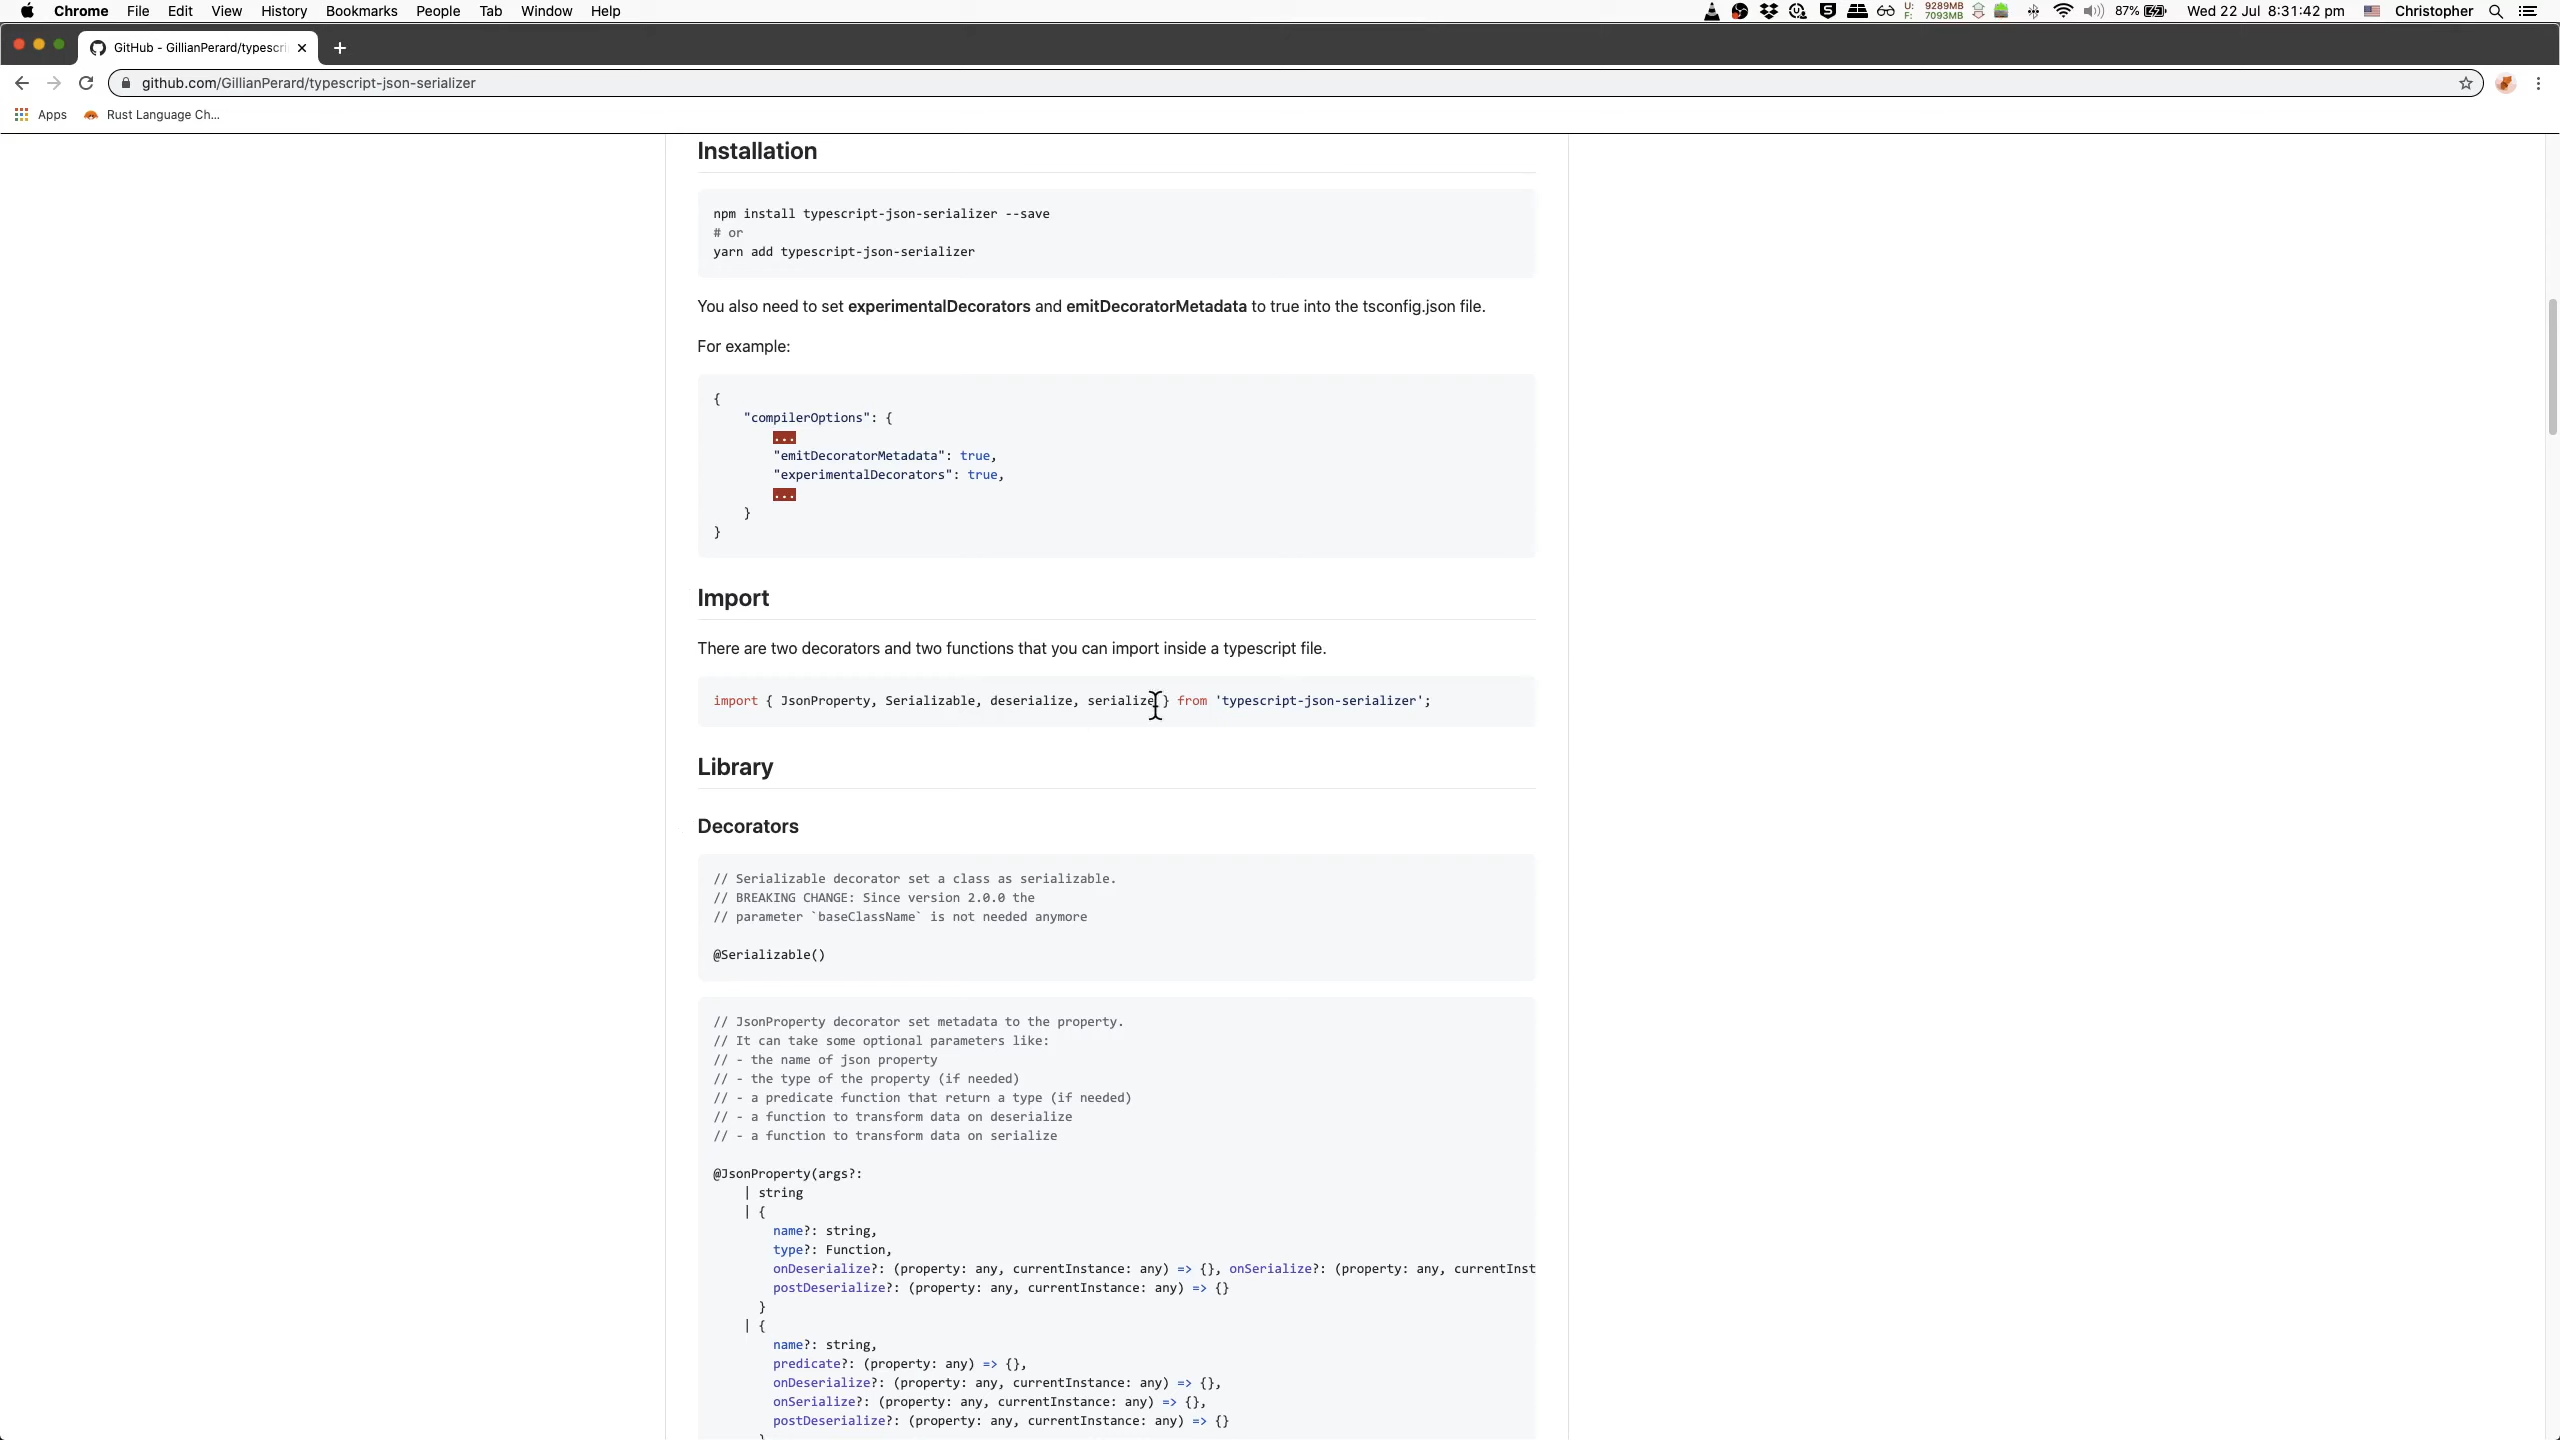 Chrome File Edit View History Bookmarks People Tab Window Help
U: 9289MB
F: 7093MB
87%
Wed 22 Jul 8:31:42 pm
Christopher
GitHub - GillianPerard/typescri
github.com/GillianPerard/typescript-json-serializer
Apps
Rust Language Ch...
Installation
npm install typescript-json-serializer --save
# or
yarn add typescript-json-serializer
You also need to set experimentalDecorators and emitDecoratorMetadata to true into the tsconfig.json file.
For example:
{
"compilerOptions": {
...
"emitDecoratorMetadata": true,
"experimentalDecorators": true,
...
}
}
Import
There are two decorators and two functions that you can import inside a typescript file.
import { JsonProperty, Serializable, deserialize, serialize } from 'typescript-json-serializer';
Library
Decorators
// Serializable decorator set a class as serializable.
// BREAKING CHANGE: Since version 2.0.0 the
// parameter `baseClassName` is not needed anymore
@Serializable()
// JsonProperty decorator set metadata to the property.
// It can take some optional parameters like:
// - the name of json property
// - the type of the property (if needed)
// - a predicate function that return a type (if needed)
// - a function to transform data on deserialize
// - a function to transform data on serialize
@JsonProperty(args?:
| string
| {
name?: string,
type?: Function,
onDeserialize?: (property: any, currentInstance: any) => {}, onSerialize?: (property: any, currentInst
postDeserialize?: (property: any, currentInstance: any) => {}
}
| {
name?: string,
predicate?: (property: any) => {},
onDeserialize?: (property: any, currentInstance: any) => {},
onSerialize?: (property: any, currentInstance: any) => {},
postDeserialize?: (property: any, currentInstance: any) => {}
}